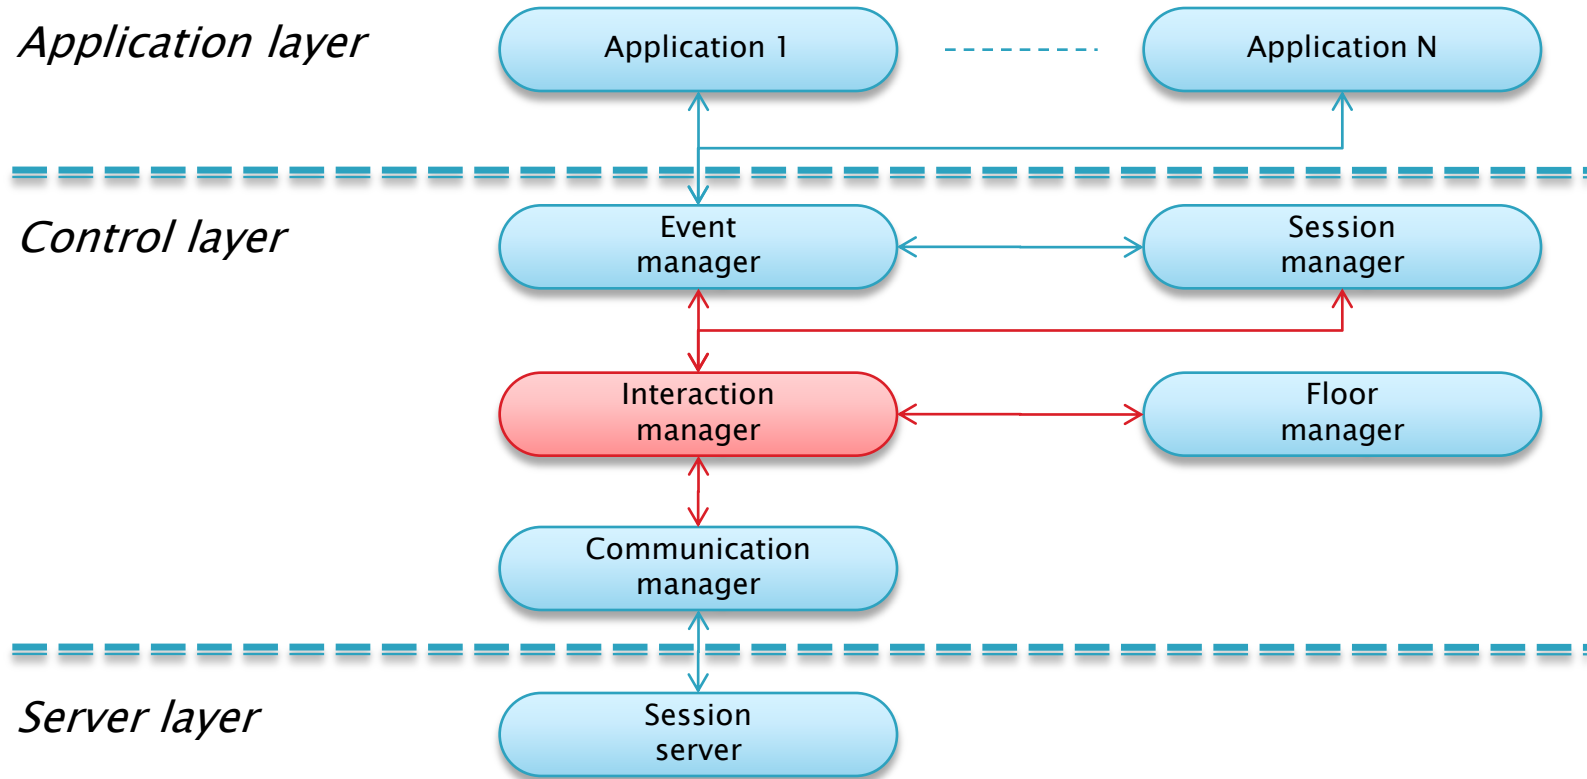 Application layer
Application 1
Application N
Control layer
Event
manager
Session
manager
Interaction
manager
Floor
manager
Communication
manager
Server layer
Session
server